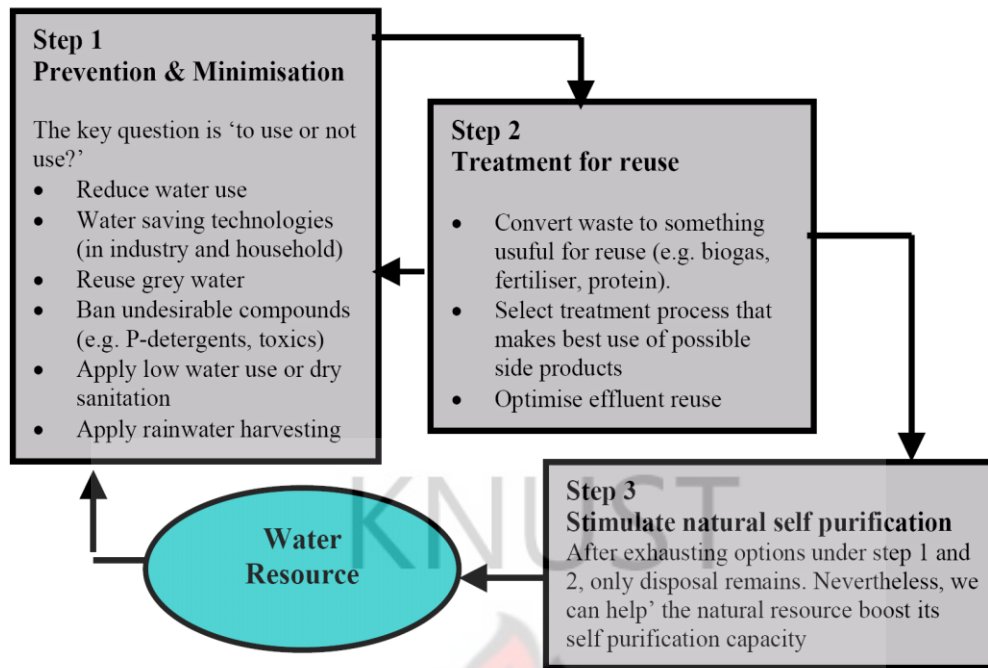 Step 1
Prevention & Minimisation
The key question is ‘to use or not
use?’
• Reduce water use
• Water saving technologies
(in industry and household)
• Reuse grey water
• Ban undesirable compounds
(e.g. P-detergents, toxics)
• Apply low water use or dry
sanitation
• Apply rainwater harvesting
Step 2
Treatment for reuse
• Convert waste to something
usuful for reuse (e.g. biogas,
fertiliser, protein).
• Select treatment process that
makes best use of possible
side products
• Optimise effluent reuse
Step 3
Stimulate natural self purification
After exhausting options under step 1 and
2, only disposal remains. Nevertheless, we
can help’ the natural resource boost its
self purification capacity
Water
Resource
KNUST